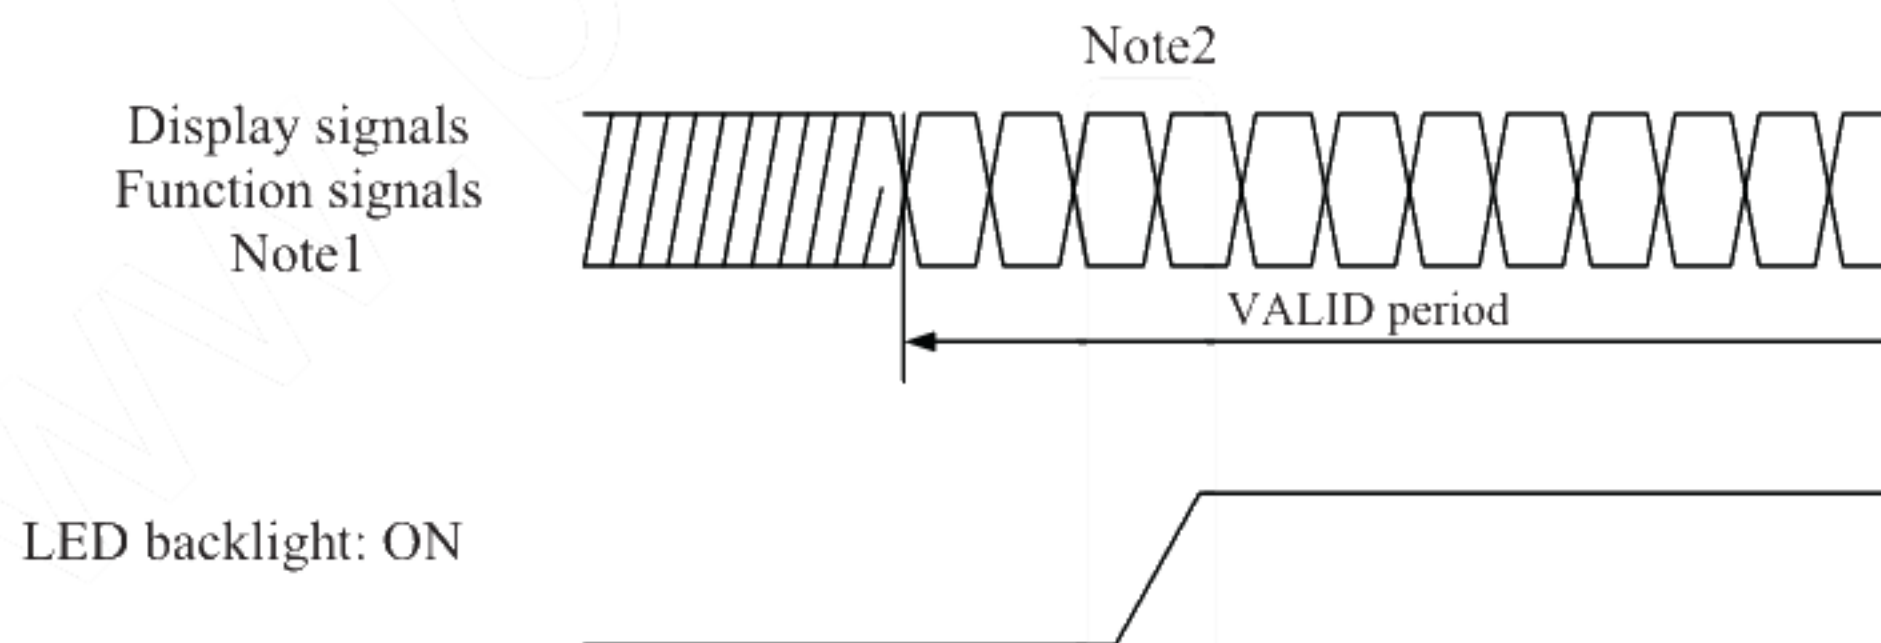 Note2
Display signals
Function signals
Note1
VALID period
LED backlight: ON